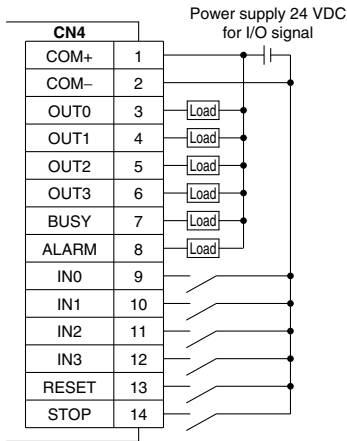 Power supply 24 VDC
for I/O signal
CN4
COM+ 1
COM– 2
OUT0 3 Load
OUT1 4 Load
OUT2 5 Load
OUT3 6 Load
BUSY 7 Load
ALARM 8 Load
IN0 9
IN1 10
IN2 11
IN3 12
RESET 13
STOP 14